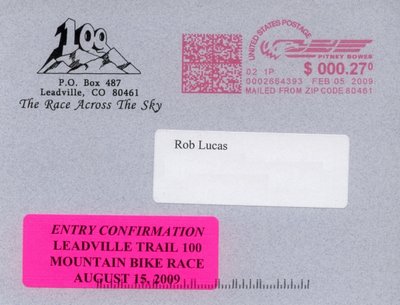 100
P.O. Box 487
Leadville, CO 80461
The Race Across The Sky
UNITED STATES POSTAGE
PITNEY BOWES
02 1P
$ 000.27⁰
0002684393 FEB 05 2009
MAILED FROM ZIP CODE 80461
Rob Lucas
ENTRY CONFIRMATION
LEADVILLE TRAIL 100
MOUNTAIN BIKE RACE
AUGUST 15, 2009